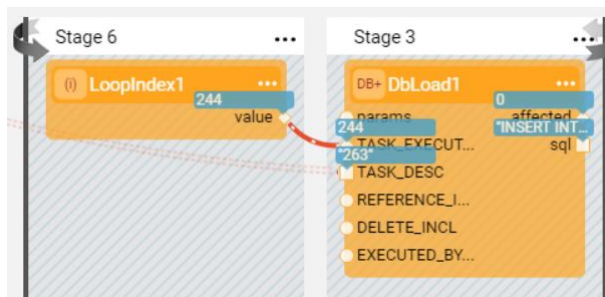 Stage 6 ...
(i) LoopIndex1 ...
244
value
Stage 3 ...
DB+ DbLoad1 ...
0
params affected
244 "INSERT INT...
TASK_EXECUT... sql
"263"
TASK_DESC
REFERENCE_I...
DELETE_INCL
EXECUTED_BY...